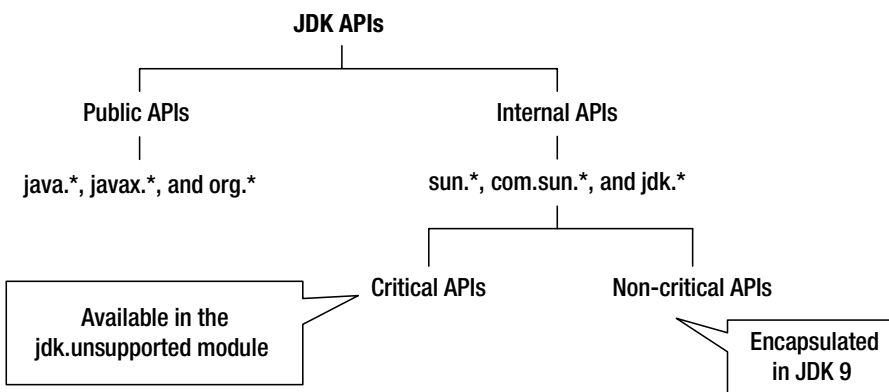 JDK APIs
Public APIs
Internal APIs
java.*, javax.*, and org.*
sun.*, com.sun.*, and jdk.*
Critical APIs
Non-critical APIs
Available in the
jdk.unsupported module
Encapsulated
in JDK 9